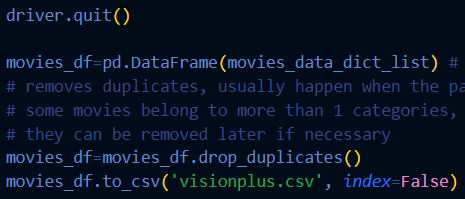 driver.quit()
movies_df=pd.DataFrame(movies_data_dict_list) #
# removes duplicates, usually happen when the pa
# some movies belong to more than 1 categories,
# they can be removed later if necessary
movies_df=movies_df.drop_duplicates()
movies_df.to_csv('visionplus.csv', index=False)